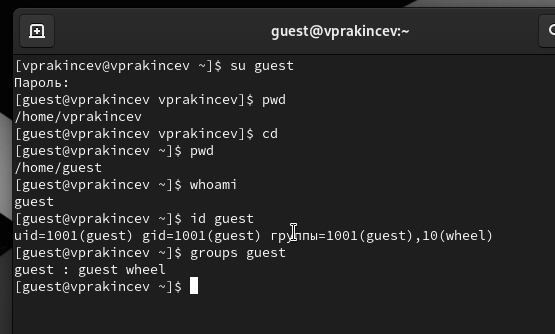 guest@vprakincev:~
[vprakincev@vprakincev ~]$ su guest
Пароль:
[guest@vprakincev vprakincev]$ pwd
/home/vprakincev
[guest@vprakincev vprakincev]$ cd
[guest@vprakincev ~]$ pwd
/home/guest
[guest@vprakincev ~]$ whoami
guest
[guest@vprakincev ~]$ id guest
uid=1001(guest) gid=1001(guest) группы=1001(guest),10(wheel)
[guest@vprakincev ~]$ groups guest
guest : guest wheel
[guest@vprakincev ~]$